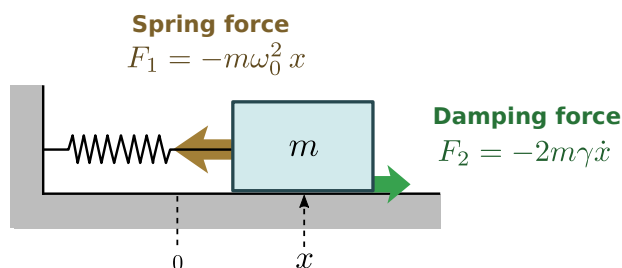 Spring force
F₁ = −mω₀² x
Damping force
F₂ = −2mγẋ
m
0
x